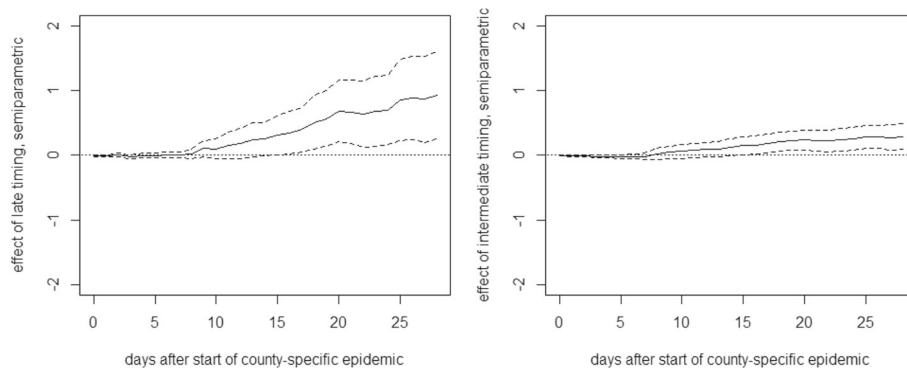 effect of late timing, semiparametric
2
1
0
-1
-2
0 5 10 15 20 25
days after start of county-specific epidemic
effect of intermediate timing, semiparametric
2
1
0
-1
-2
0 5 10 15 20 25
days after start of county-specific epidemic